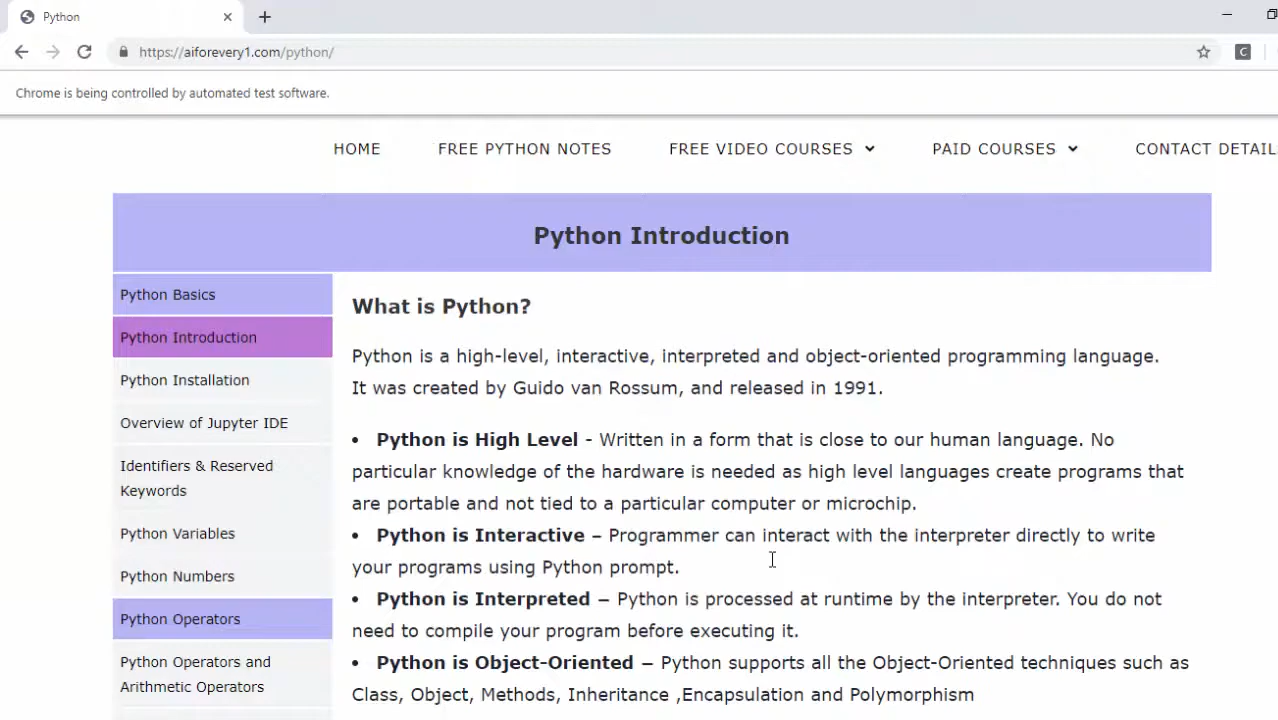 Python
https://aiforevery1.com/python/
Chrome is being controlled by automated test software.
HOME FREE PYTHON NOTES FREE VIDEO COURSES PAID COURSES CONTACT DETAIL
Python Introduction
Python Basics
Python Introduction
Python Installation
Overview of Jupyter IDE
Identifiers & Reserved
Keywords
Python Variables
Python Numbers
Python Operators
Python Operators and
Arithmetic Operators
What is Python?
Python is a high-level, interactive, interpreted and object-oriented programming language.
It was created by Guido van Rossum, and released in 1991.
• Python is High Level - Written in a form that is close to our human language. No
particular knowledge of the hardware is needed as high level languages create programs that
are portable and not tied to a particular computer or microchip.
• Python is Interactive – Programmer can interact with the interpreter directly to write
your programs using Python prompt.
• Python is Interpreted – Python is processed at runtime by the interpreter. You do not
need to compile your program before executing it.
• Python is Object-Oriented – Python supports all the Object-Oriented techniques such as
Class, Object, Methods, Inheritance ,Encapsulation and Polymorphism